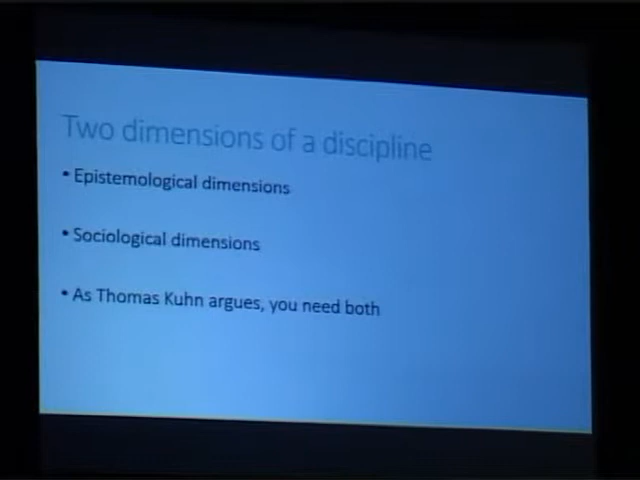 Two dimensions of a discipline
• Epistemological dimensions
• Sociological dimensions
• As Thomas Kuhn argues, you need both